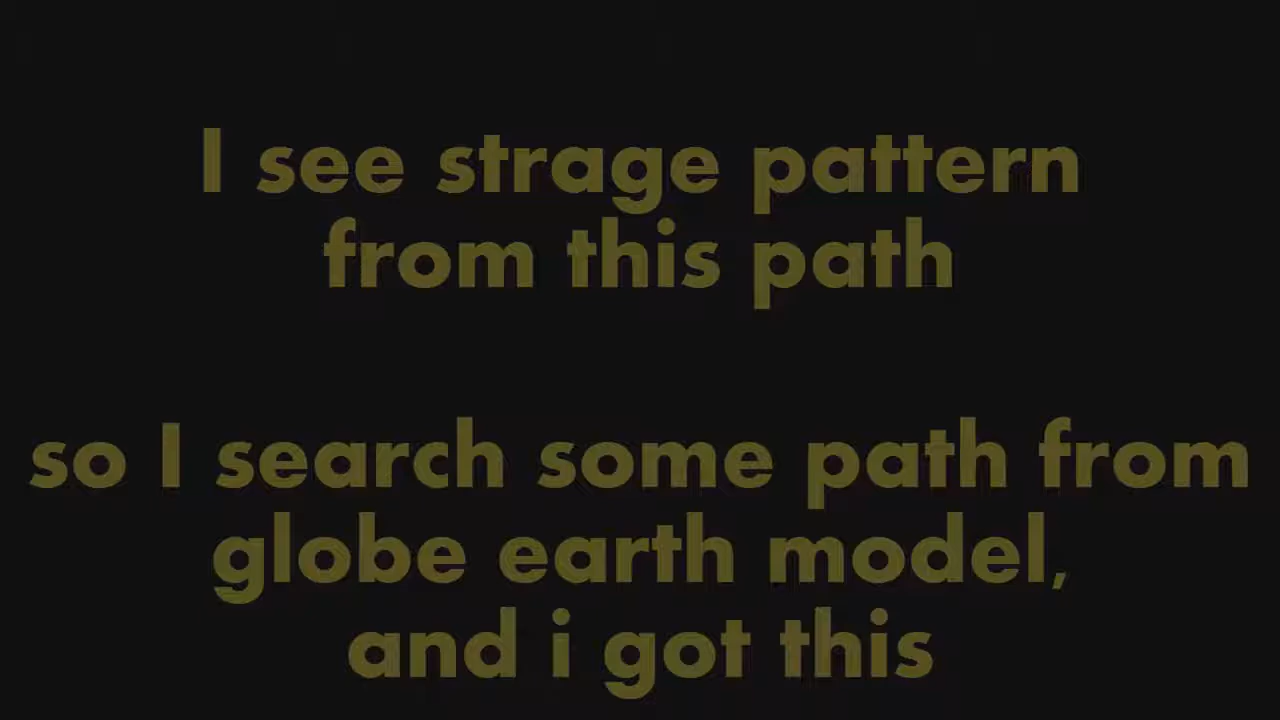 I see strage pattern
from this path
so I search some path from
globe earth model,
and i got this